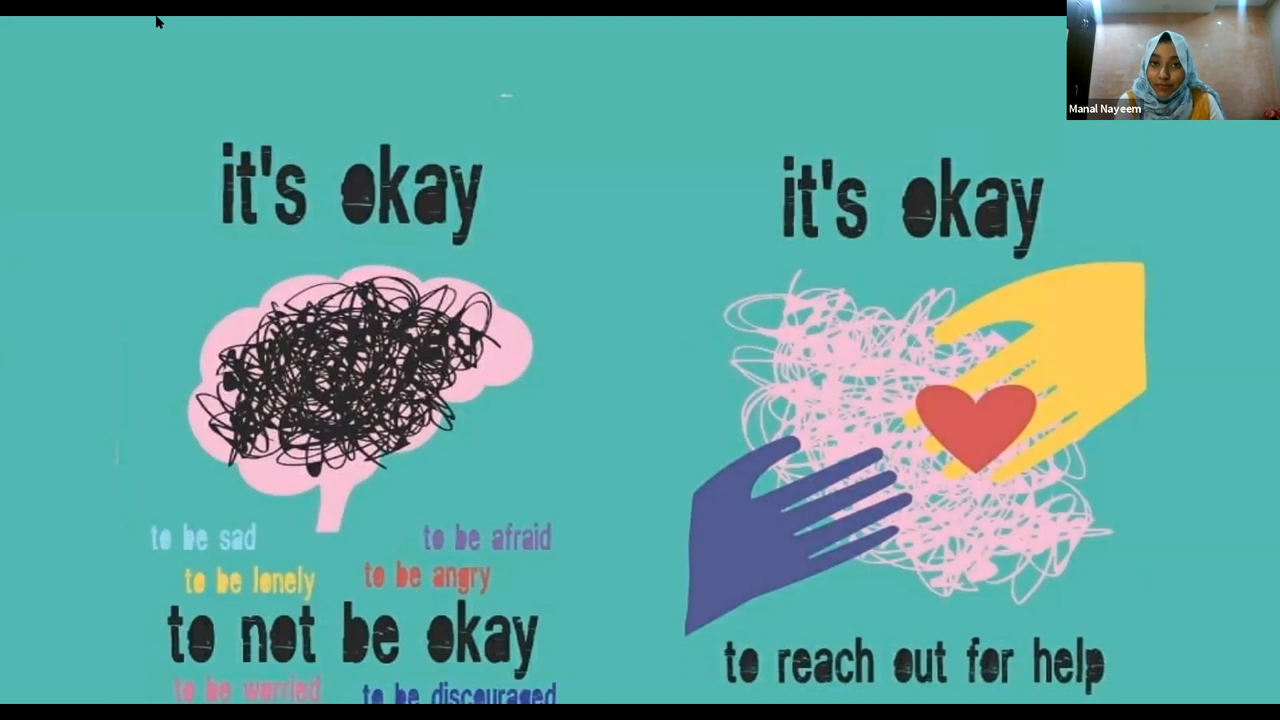 Manal Nayeem
it's okay
to be sad
to be afraid
to be lonely
to be angry
to not be okay
to be worried
to be discouraged
it's okay
to reach out for help